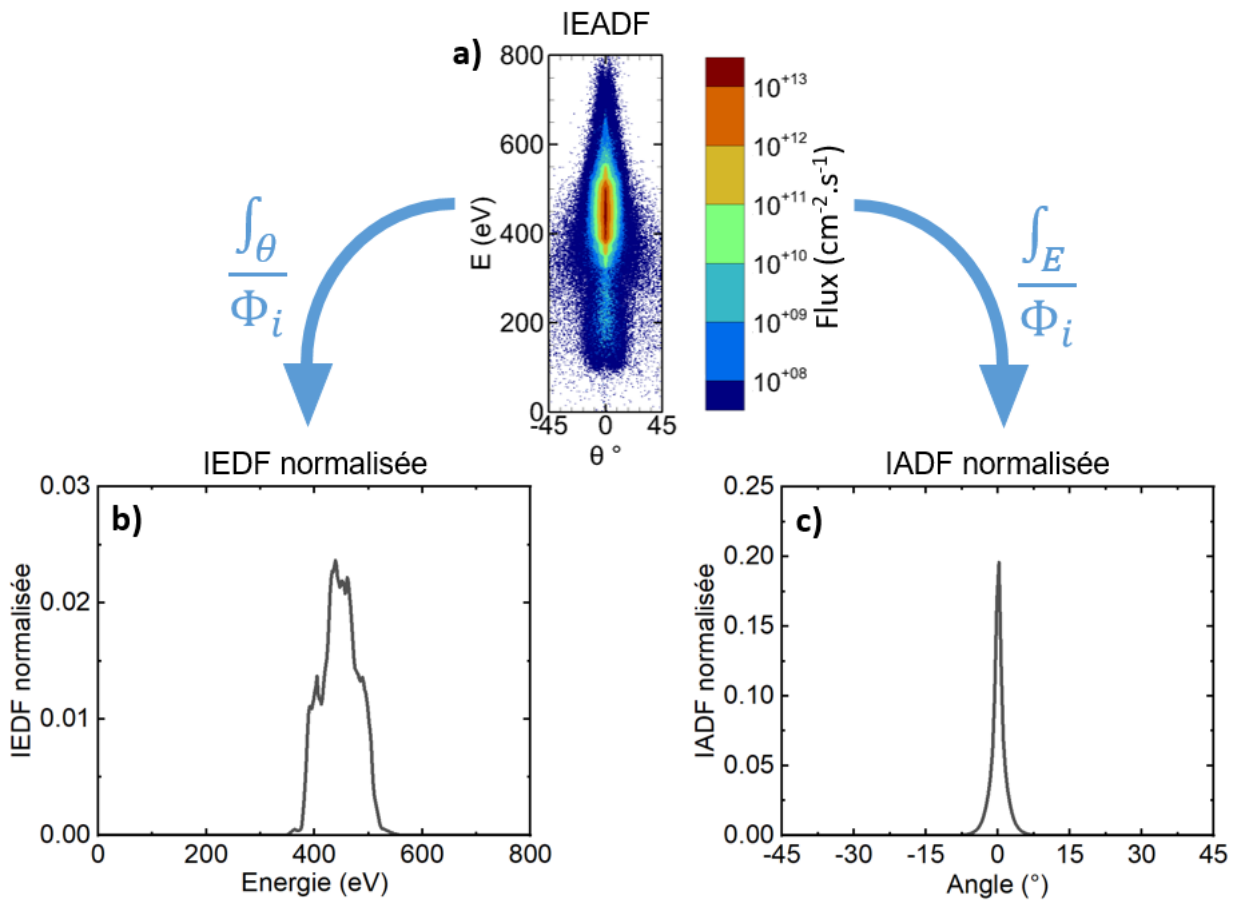 IEADF
a)
800
600
400
200
0
E (eV)
-45 0 45
θ °
10+13
10+12
10+11
10+10
10+09
10+08
Flux (cm-2.s-1)
∫θ
Φi
∫E
Φi
IEDF normalisée
b)
0.03
0.02
0.01
0.00
IEDF normalisée
0 200 400 600 800
Energie (eV)
IADF normalisée
c)
0.25
0.20
0.15
0.10
0.05
0.00
IADF normalisée
-45 -30 -15 0 15 30 45
Angle (°)